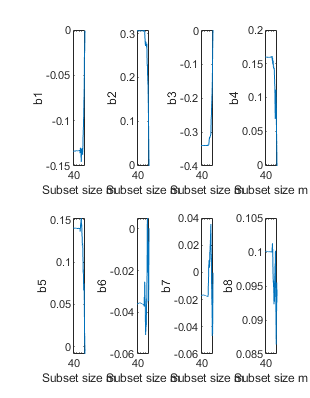 0
-0.05
-0.1
-0.15
b1
40
Subset size m
0.3
0.2
0.1
0
b2
40
Subset size m
0
-0.1
-0.2
-0.3
-0.4
b3
40
Subset size m
0.2
0.15
0.1
0.05
0
b4
40
Subset size m
0.15
0.1
0.05
0
b5
40
Subset size m
0
-0.02
-0.04
-0.06
b6
40
Subset size m
0.04
0.02
0
-0.02
-0.04
-0.06
b7
40
Subset size m
0.105
0.1
0.095
0.09
0.085
b8
40
Subset size m